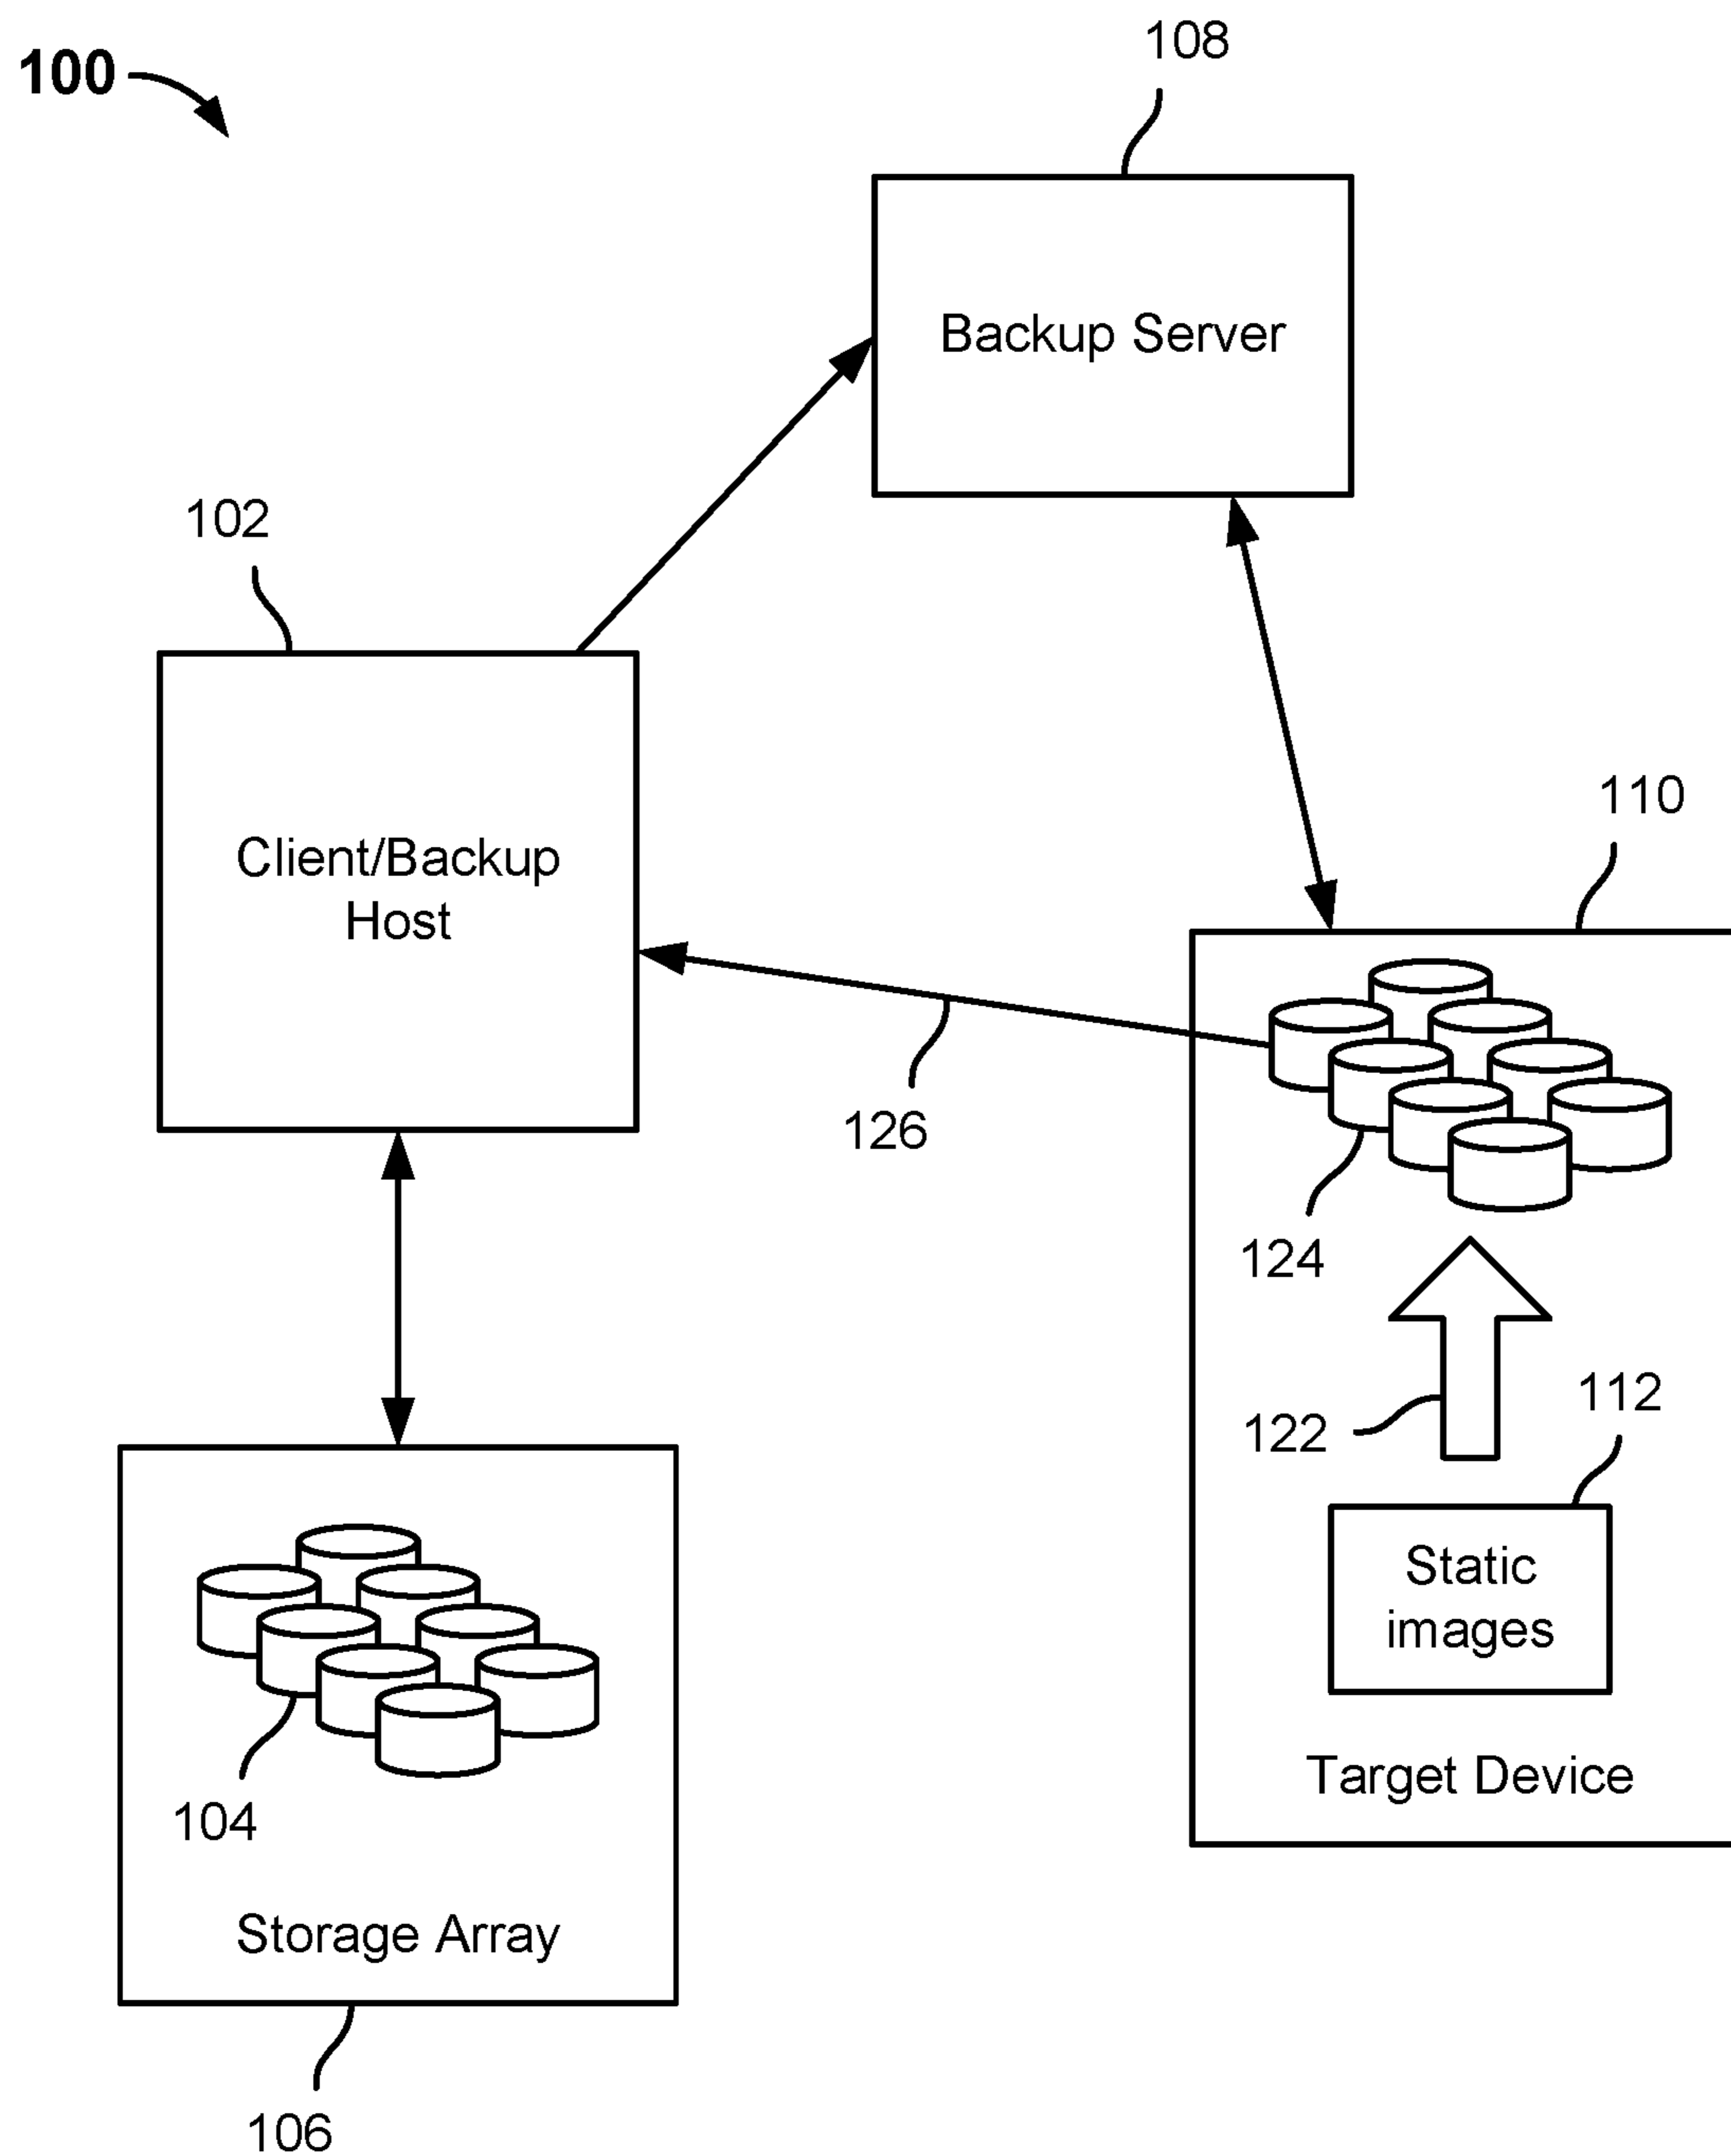 100
108
Backup Server
102
110
Client/Backup
Host
126
124
112
122
Static
images
Target Device
104
Storage Array
106